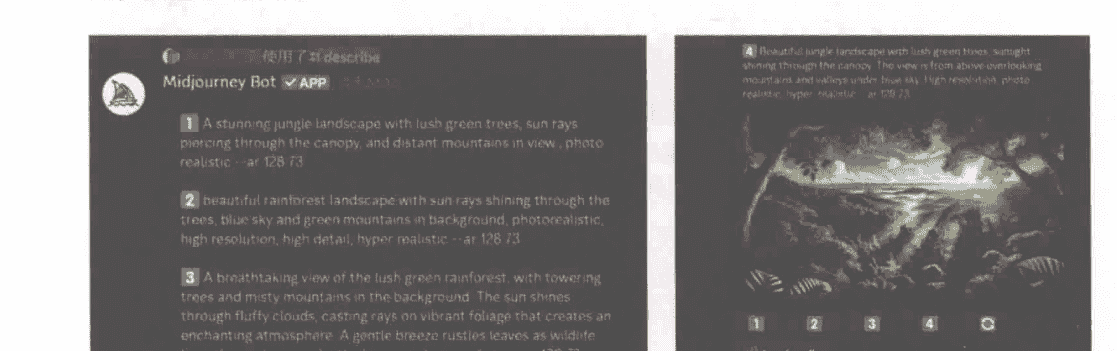 使用了 describe
Midjourney Bot ✓ APP
1 A stunning jungle landscape with lush green trees, sun rays
piercing through the canopy, and distant mountains in view , photo
realistic --ar 128:73
2 beautiful rainforest landscape with sun rays shining through the
trees, blue sky and green mountains in background, photorealistic,
high resolution, high detail, hyper realistic --ar 128:73
3 A breathtaking view of the lush green rainforest, with towering
trees and misty mountains in the background. The sun shines
through fluffy clouds, casting rays on vibrant foliage that creates an
enchanting atmosphere. A gentle breeze rustles leaves as wildlife
4 Beautiful jungle landscape with lush green trees, sunlight
shining through the canopy. The view is from above overlooking
mountains and valleys under blue sky. High resolution, photo
realistic, hyper realistic --ar 128:73
1 2 3 4